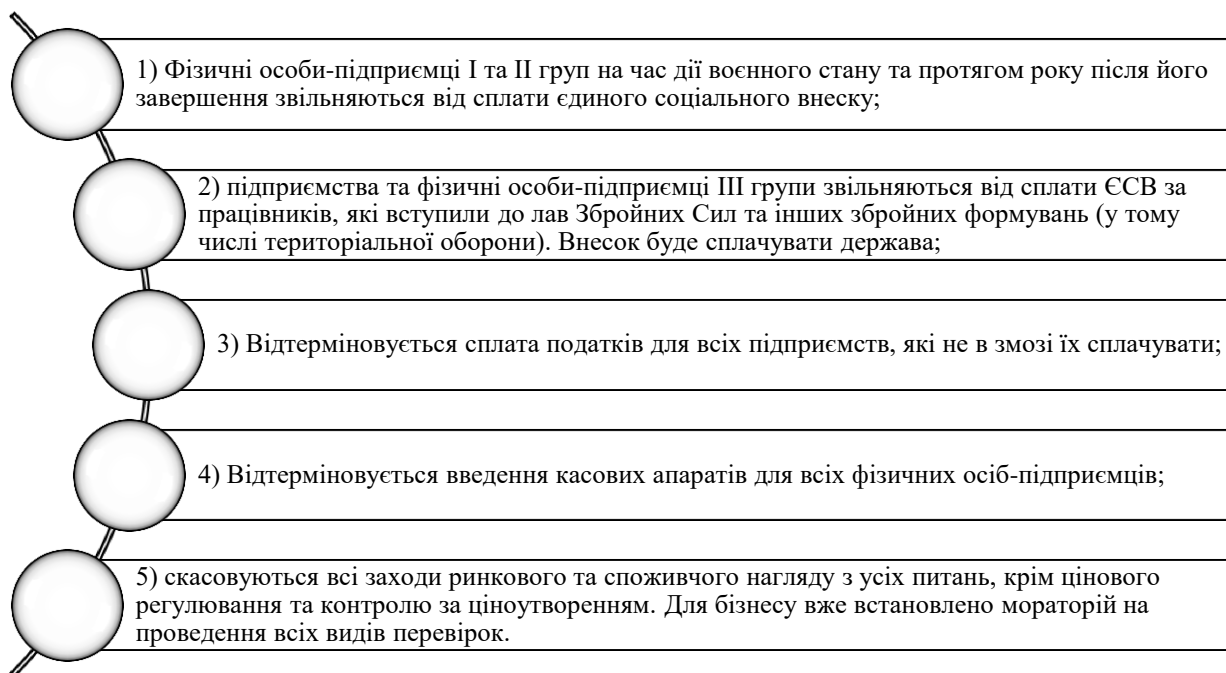 1) Фізичні особи-підприємці І та ІІ груп на час дії воєнного стану та протягом року після його
завершення звільняються від сплати єдиного соціального внеску;
2) підприємства та фізичні особи-підприємці ІІІ групи звільняються від сплати ЄСВ за
працівників, які вступили до лав Збройних Сил та інших збройних формувань (у тому
числі територіальної оборони). Внесок буде сплачувати держава;
3) Відтерміновується сплата податків для всіх підприємств, які не в змозі їх сплачувати;
4) Відтерміновується введення касових апаратів для всіх фізичних осіб-підприємців;
5) скасовуються всі заходи ринкового та споживчого нагляду з усіх питань, крім цінового
регулювання та контролю за ціноутворенням. Для бізнесу вже встановлено мораторій на
проведення всіх видів перевірок.